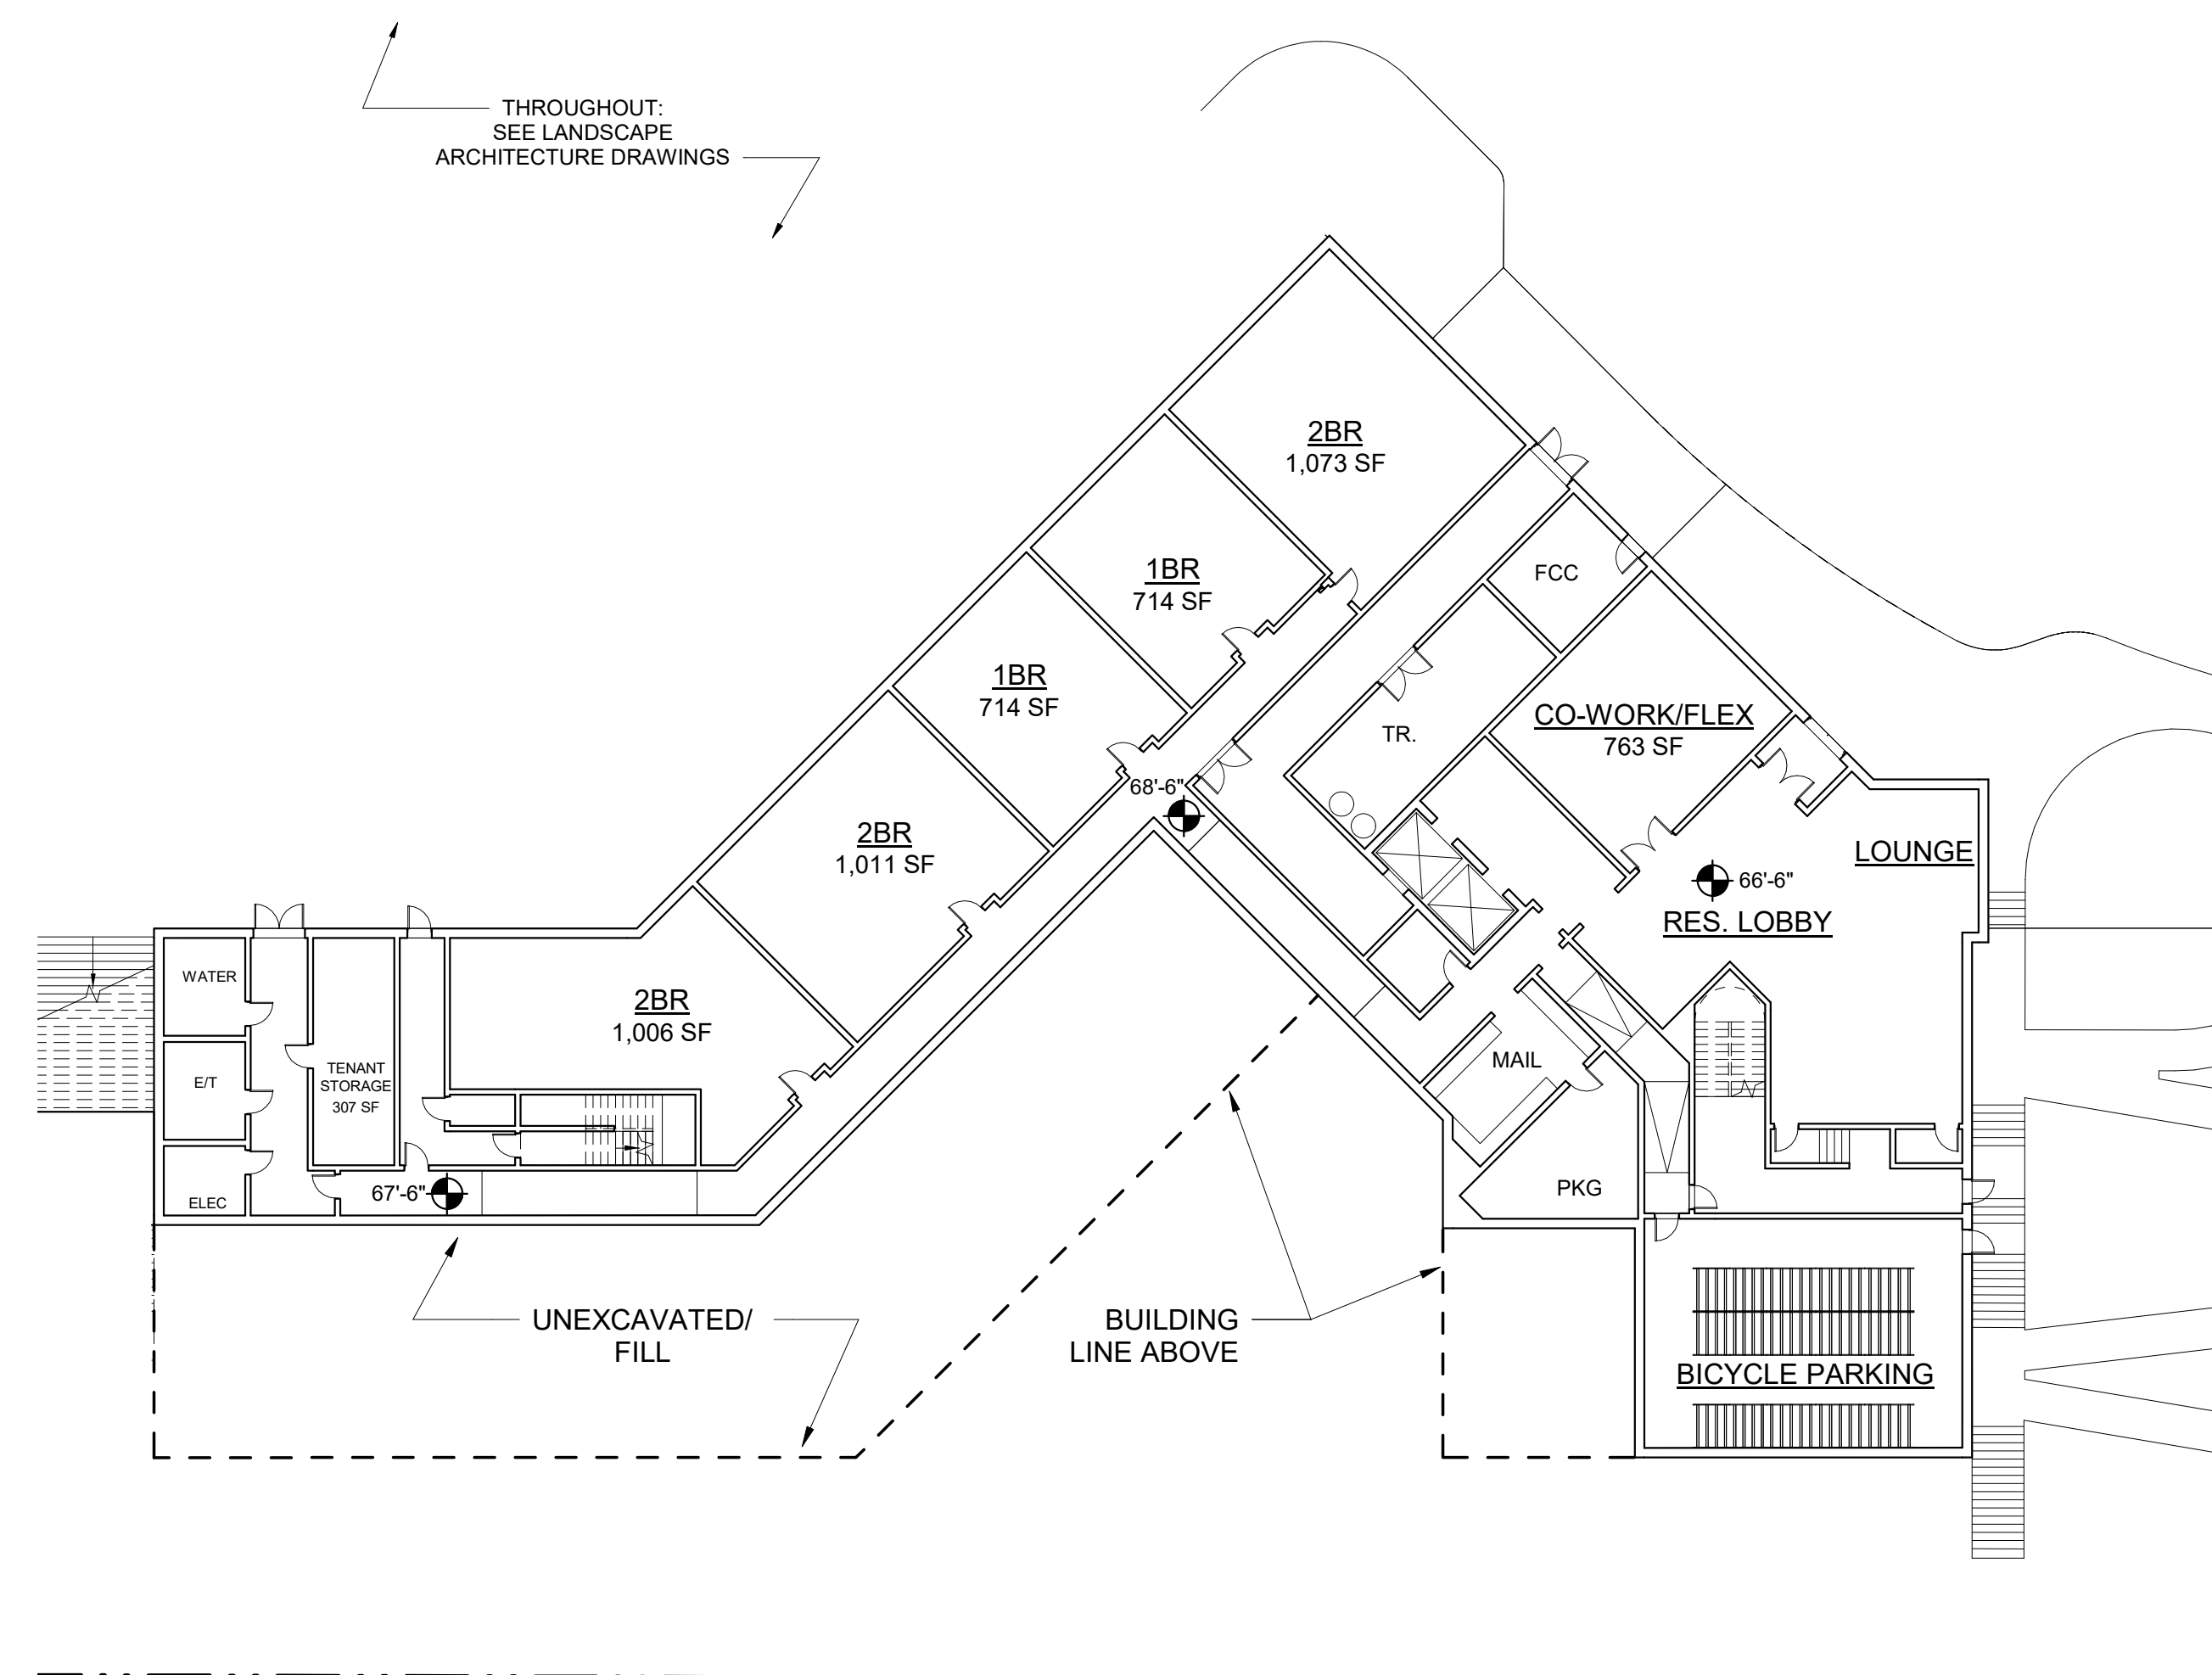 THROUGHOUT:
SEE LANDSCAPE
ARCHITECTURE DRAWINGS
2BR
1,073 SF
1BR
714 SF
FCC
1BR
714 SF
CO-WORK/FLEX
763 SF
TR.
68'-6"
2BR
1,011 SF
LOUNGE
66'-6"
RES. LOBBY
WATER
2BR
1,006 SF
E/T
TENANT
STORAGE
307 SF
MAIL
ELEC
67'-6"
PKG
UNEXCAVATED/
FILL
BUILDING
LINE ABOVE
BICYCLE PARKING